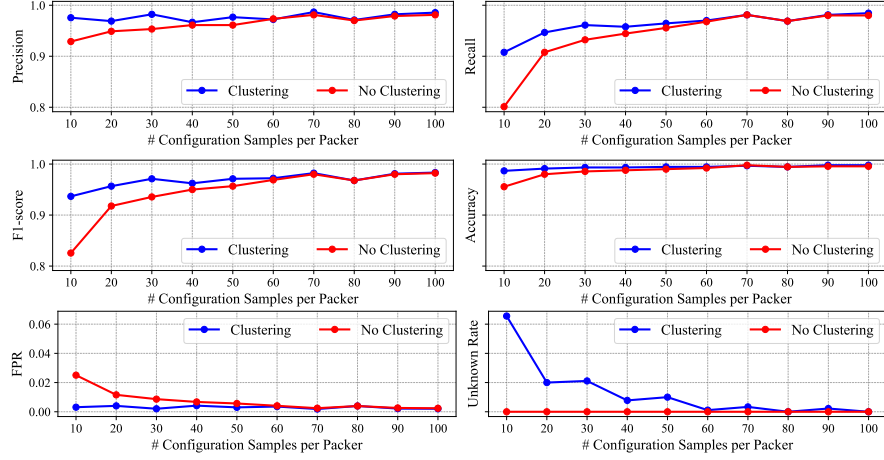 1.0
0.9
0.8
Precision
Clustering
No Clustering
10 20 30 40 50 60 70 80 90 100
# Configuration Samples per Packer
Recall
Clustering
No Clustering
10 20 30 40 50 60 70 80 90 100
# Configuration Samples per Packer
1.0
0.9
0.8
F1-score
Clustering
No Clustering
10 20 30 40 50 60 70 80 90 100
# Configuration Samples per Packer
Accuracy
Clustering
No Clustering
10 20 30 40 50 60 70 80 90 100
# Configuration Samples per Packer
0.06
0.04
0.02
0.00
FPR
Clustering
No Clustering
10 20 30 40 50 60 70 80 90 100
# Configuration Samples per Packer
Unknown Rate
Clustering
No Clustering
10 20 30 40 50 60 70 80 90 100
# Configuration Samples per Packer